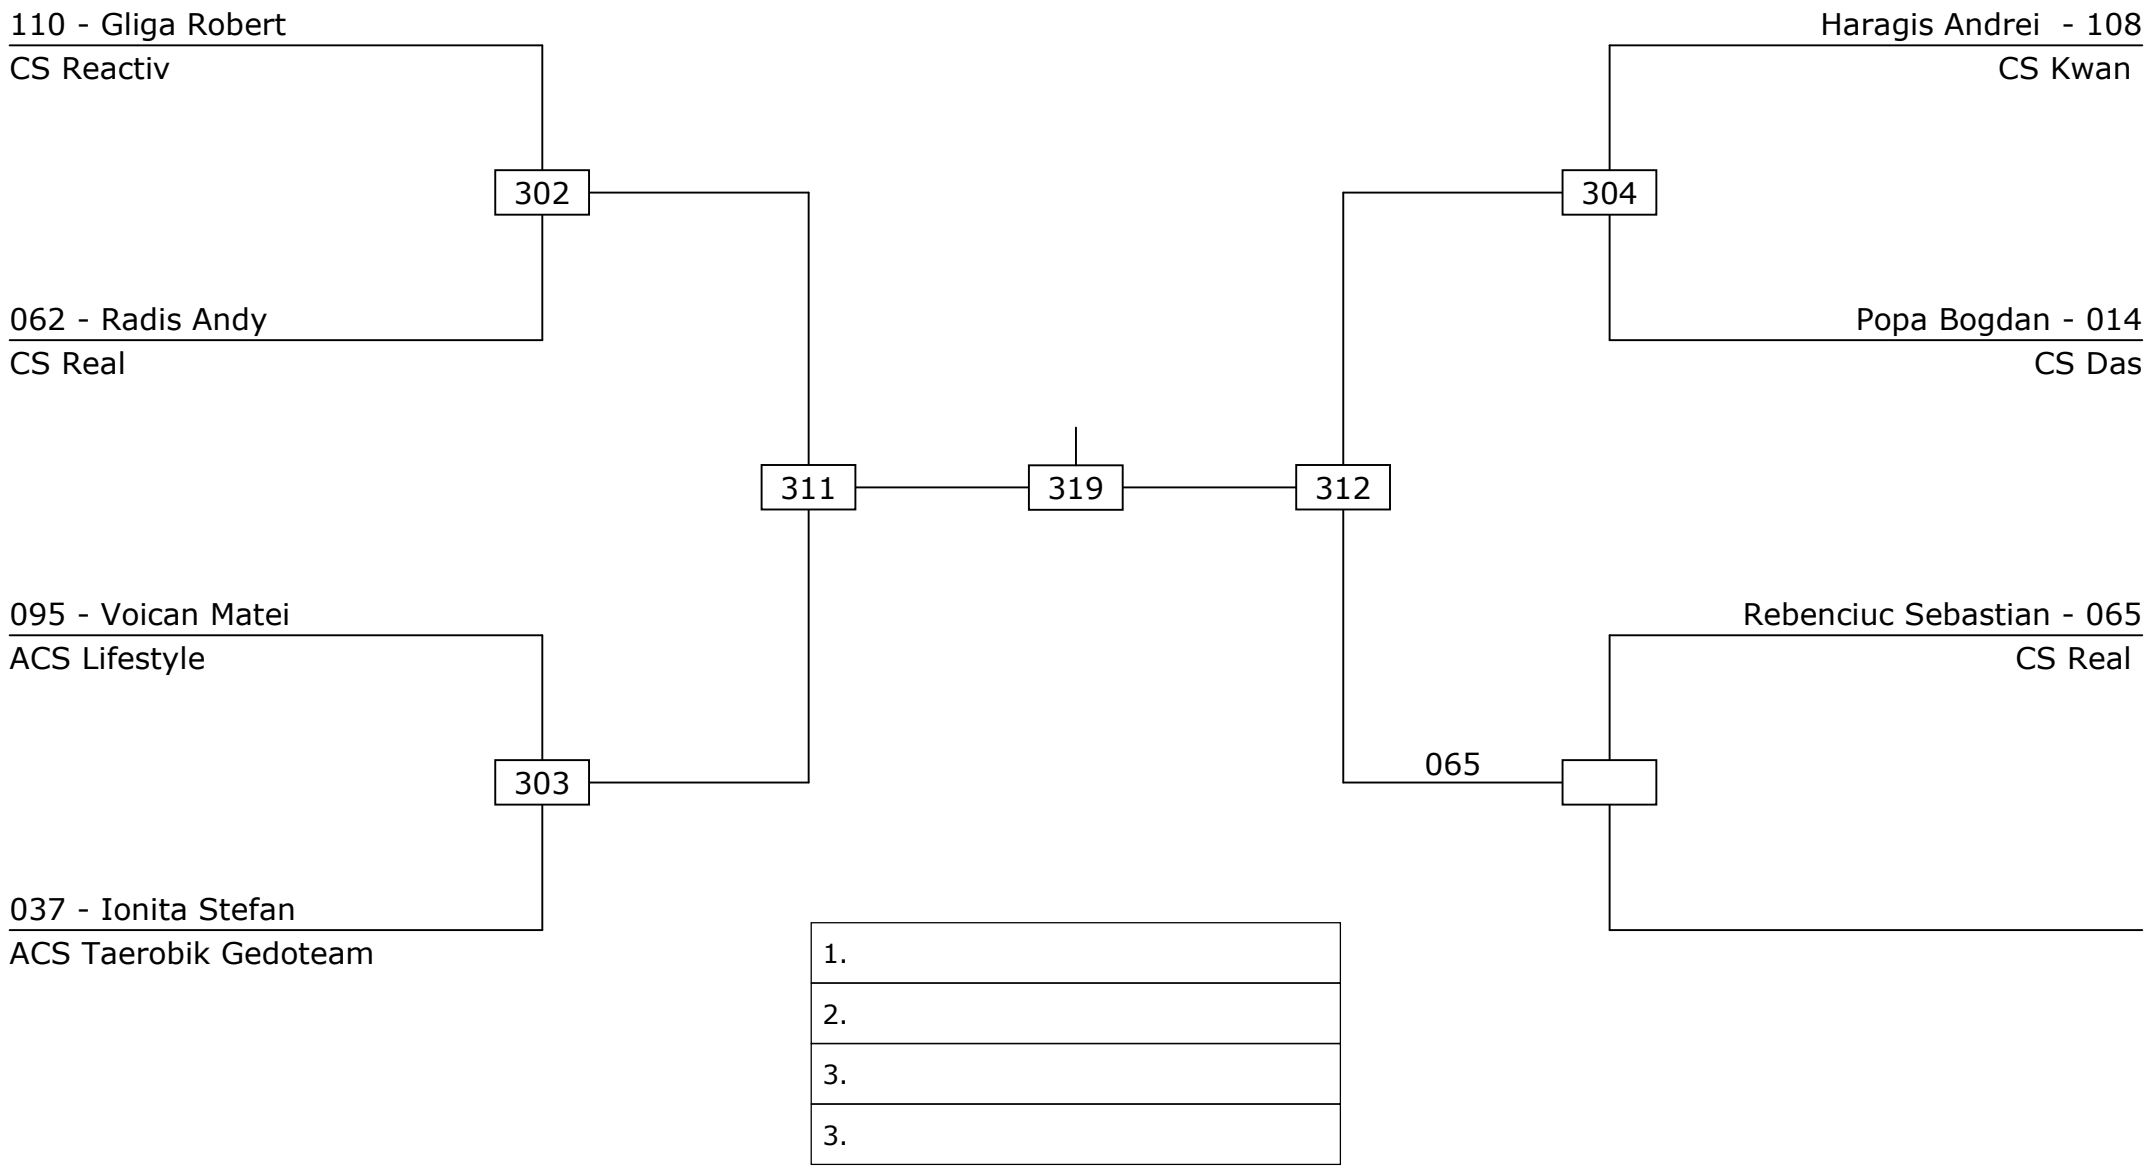 110 - Gliga Robert
CS Reactiv
302
062 - Radis Andy
CS Real
311
095 - Voican Matei
ACS Lifestyle
303
037 - Ionita Stefan
ACS Taerobik Gedoteam
319
Haragis Andrei  - 108
CS Kwan
304
Popa Bogdan - 014
CS Das
312
Rebenciuc Sebastian - 065
CS Real
065
1.
2.
3.
3.